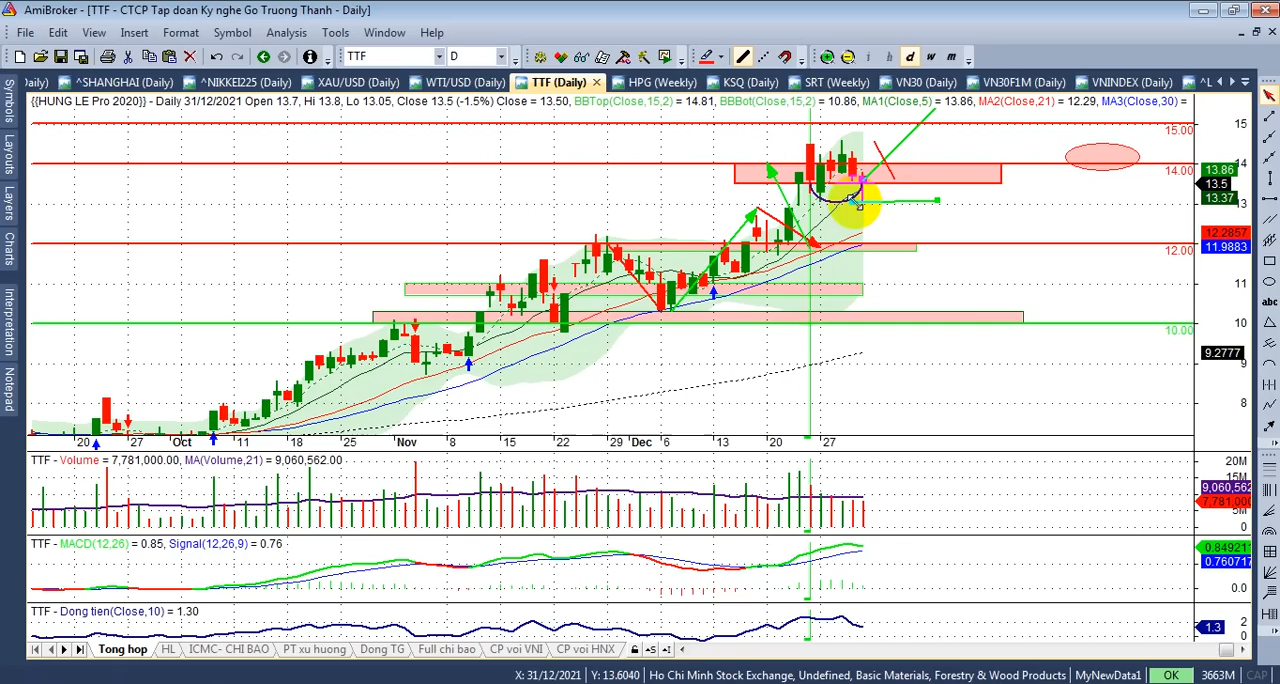 AmiBroker - [TTF - CTCP Tap doan Ky nghe Go Truong Thanh - Daily]
File Edit View Insert Format Symbol Analysis Tools Window Help
TTF D i h d w m
Daily) ^SHANGHAI (Daily) ^NIKKEI225 (Daily) XAU/USD (Daily) WTI/USD (Daily) TTF (Daily) HPG (Weekly) KSQ (Daily) SRT (Weekly) VN30 (Daily) VN30F1M (Daily) VNINDEX (Daily) ^L
Symbols
Layouts
Layers
Charts
Interpretation
Notepad
{{HUNG LE Pro 2020}} - Daily 31/12/2021 Open 13.7, Hi 13.8, Lo 13.05, Close 13.5 (-1.5%) Close = 13.50, BBTop(Close,15,2) = 14.81, BBBot(Close,15,2) = 10.86, MA1(Close,5) = 13.86, MA2(Close,21) = 12.29, MA3(Close,30) =
15.00 15
14.00 14
13.86
13.5
13.37
13
12.2857
12.00 11.9883
11
10
10.00
9.2777 9
8
20 27 Oct 11 18 25 Nov 8 15 22 29 Dec 6 13 20 27
TTF - Volume = 7,781,000.00, MA(Volume,21) = 9,060,562.00
20M
15M
9,060,562
7,781,000
5M
0
TTF - MACD(12,26) = 0.85, Signal(12,26,9) = 0.76
0.849211
0.760717
0.0
TTF - Dong tien(Close,10) = 1.30
2
1.3
0
Tong hop HL ICMC- CHI BAO PT xu huong Dong TG Full chi bao CP voi VNI CP voi HNX
X: 31/12/2021 Y: 13.6040 Ho Chi Minh Stock Exchange, Undefined, Basic Materials, Forestry & Wood Products MyNewData1 OK 3663M CAP
abc